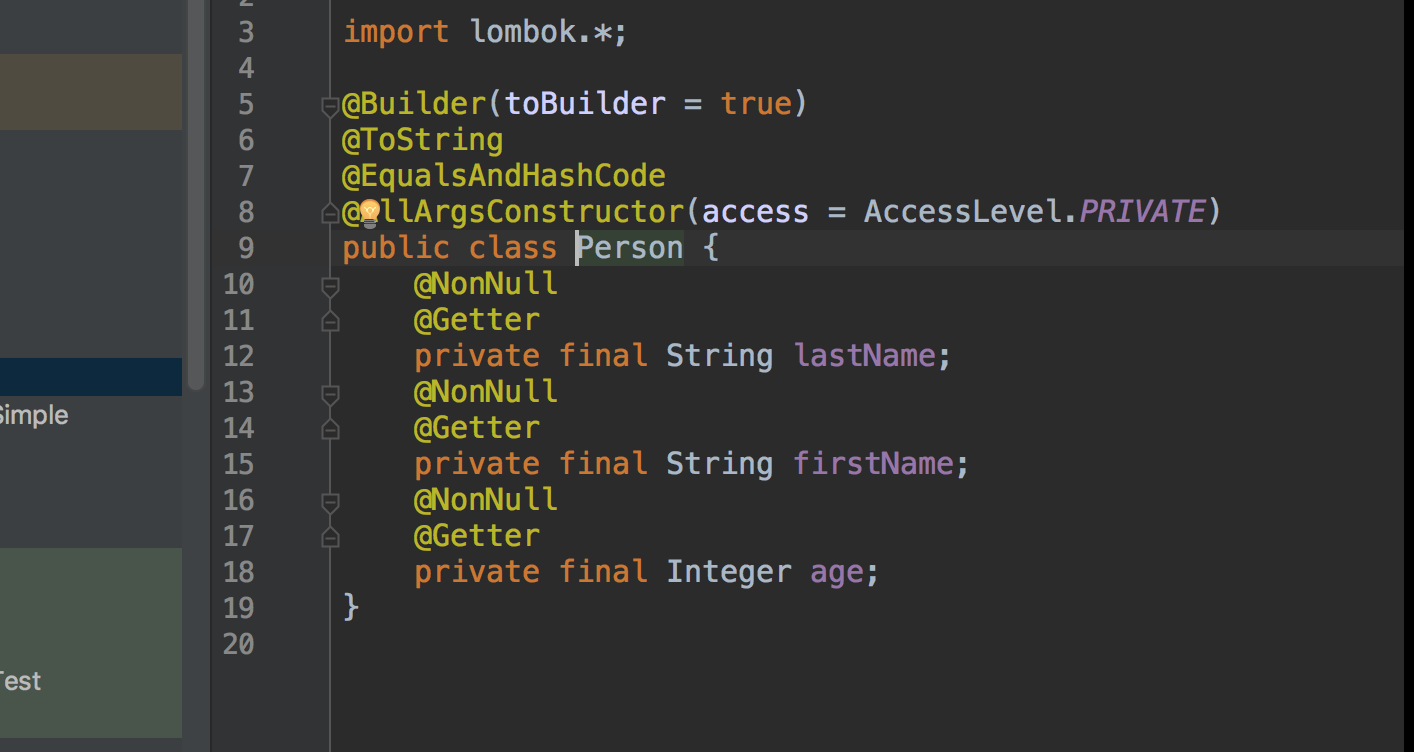 2
3 import lombok.*;
4
5 @Builder(toBuilder = true)
6 @ToString
7 @EqualsAndHashCode
8 @llArgsConstructor(access = AccessLevel.PRIVATE)
9 public class Person {
10 @NonNull
11 @Getter
12 private final String lastName;
13 @NonNull
Simple
14 @Getter
15 private final String firstName;
16 @NonNull
17 @Getter
18 private final Integer age;
19 }
20
Test